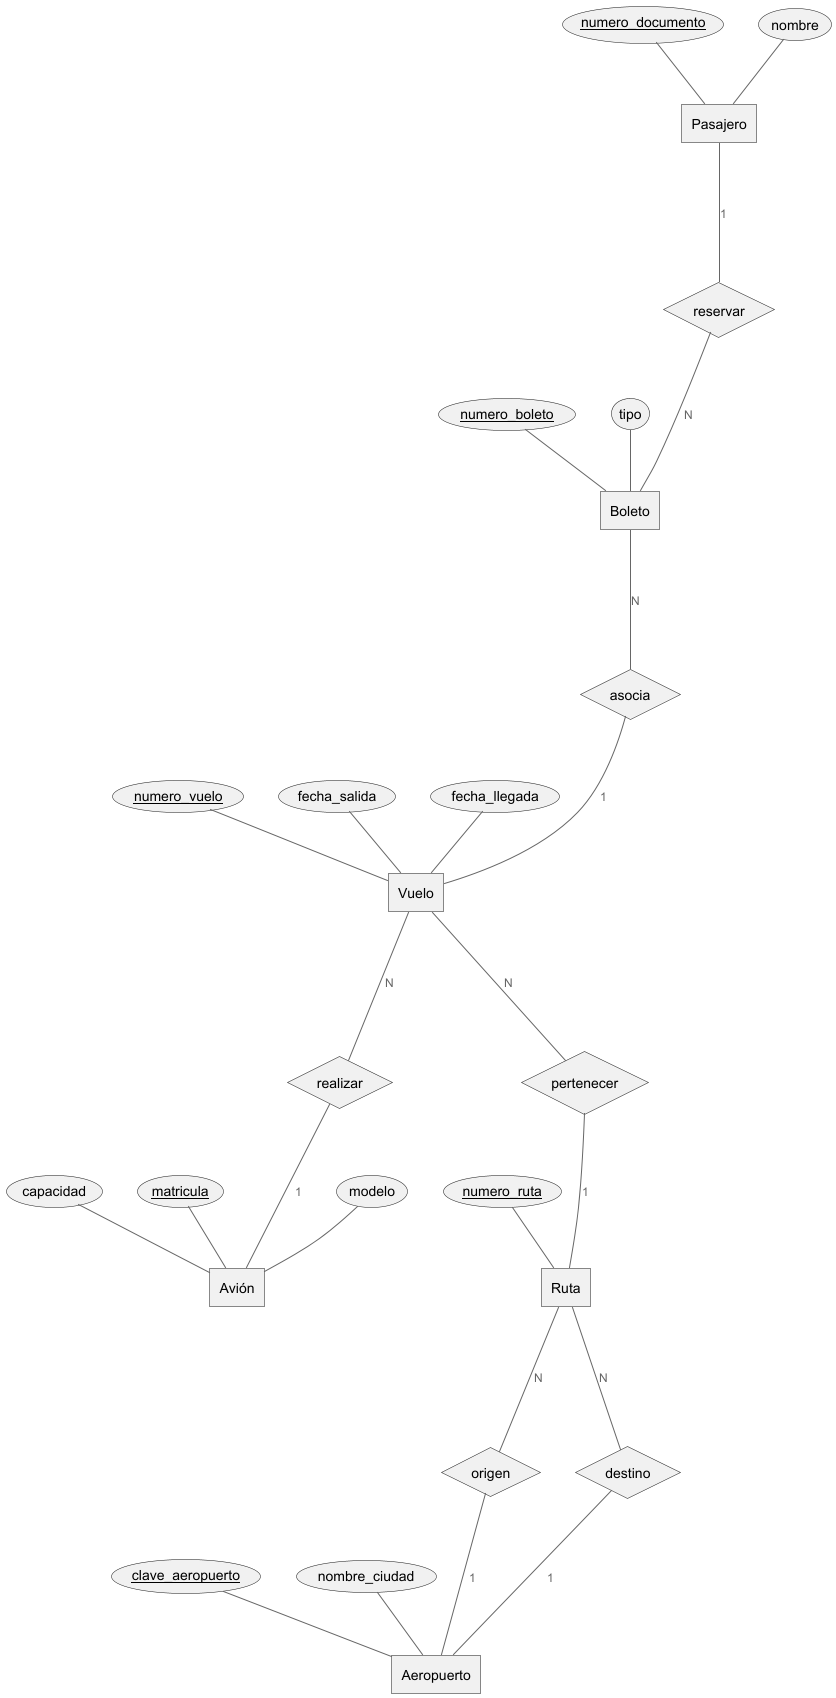 numero_documento
nombre
Pasajero
1
reservar
N
numero_boleto
tipo
Boleto
N
asocia
1
numero_vuelo
fecha_salida
fecha_llegada
Vuelo
N
N
realizar
pertenecer
1
1
capacidad
matricula
modelo
numero_ruta
Avión
Ruta
N
N
origen
destino
1
1
clave_aeropuerto
nombre_ciudad
Aeropuerto